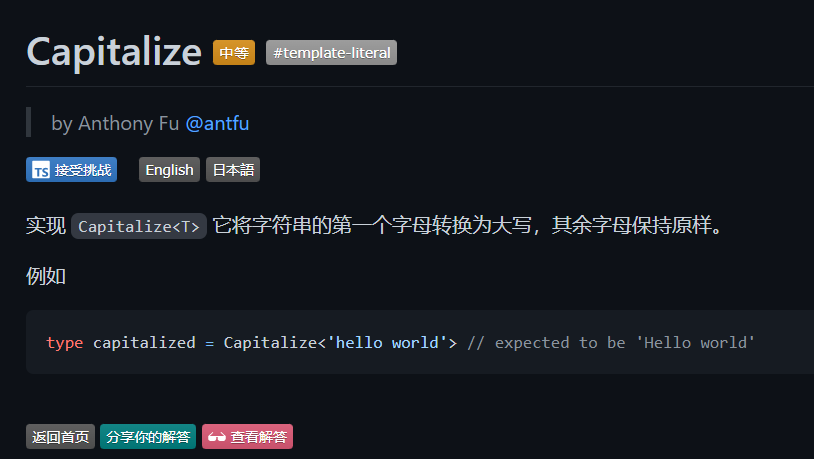 Capitalize 中等 #template-literal
by Anthony Fu @antfu
TS 接受挑战 English 日本語
实现 Capitalize<T> 它将字符串的第一个字母转换为大写，其余字母保持原样。
例如
type capitalized = Capitalize<'hello world'> // expected to be 'Hello world'
返回首页 分享你的解答 查看解答